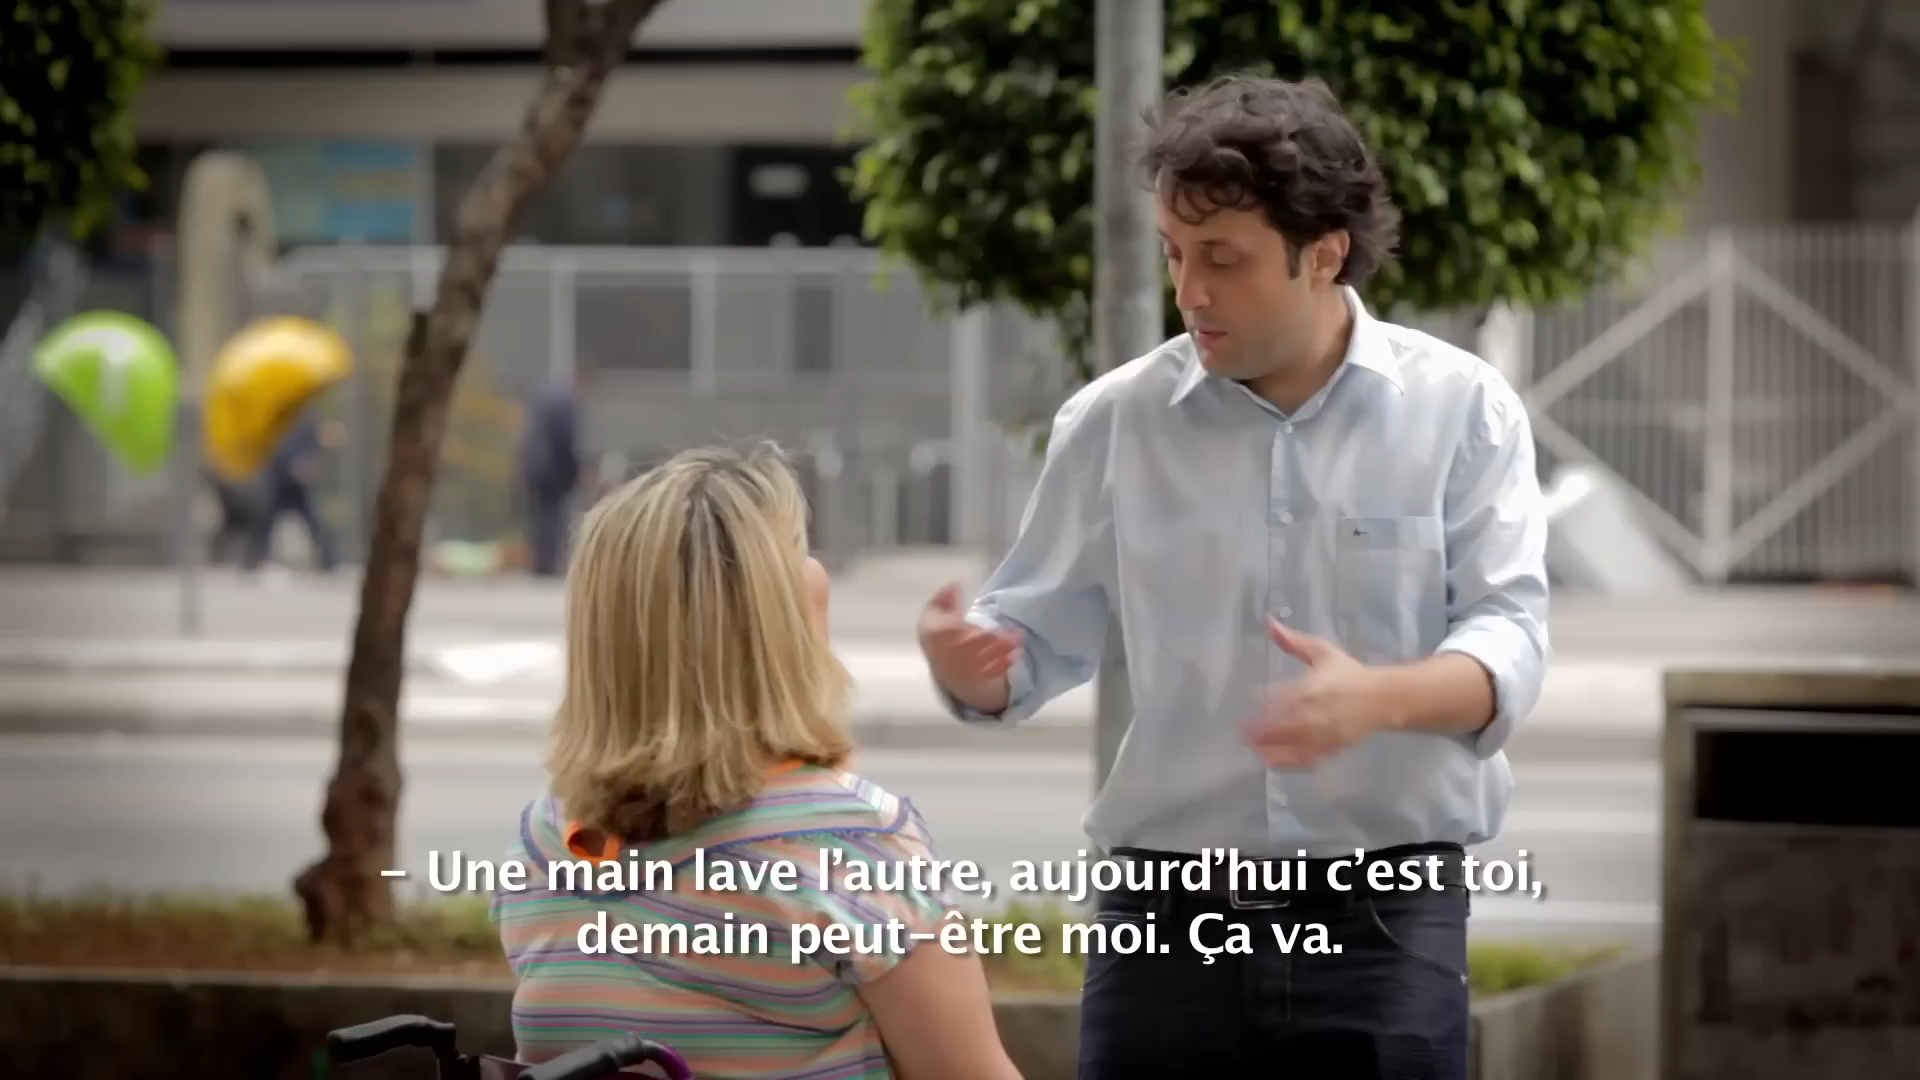 – Une main lave l’autre, aujourd’hui c’est toi,
demain peut-être moi. Ça va.